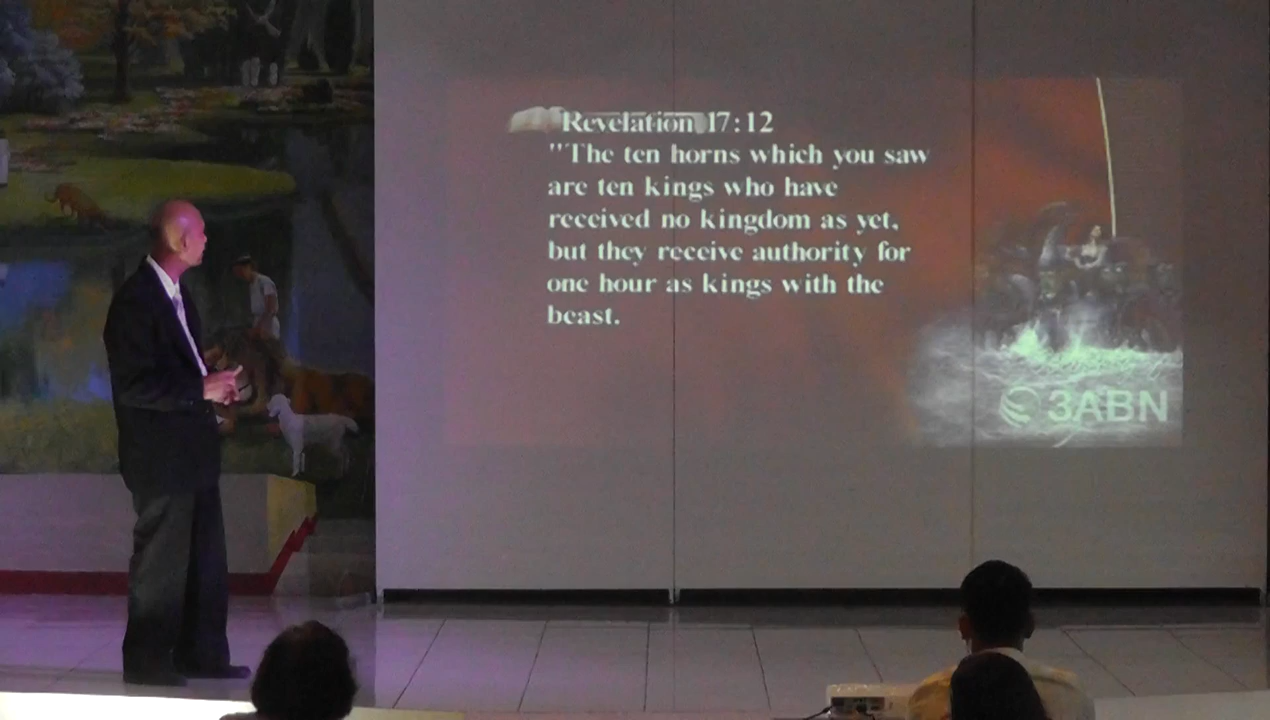 Revelation 17:12
"The ten horns which you saw
are ten kings who have
received no kingdom as yet,
but they receive authority for
one hour as kings with the
beast.
3ABN